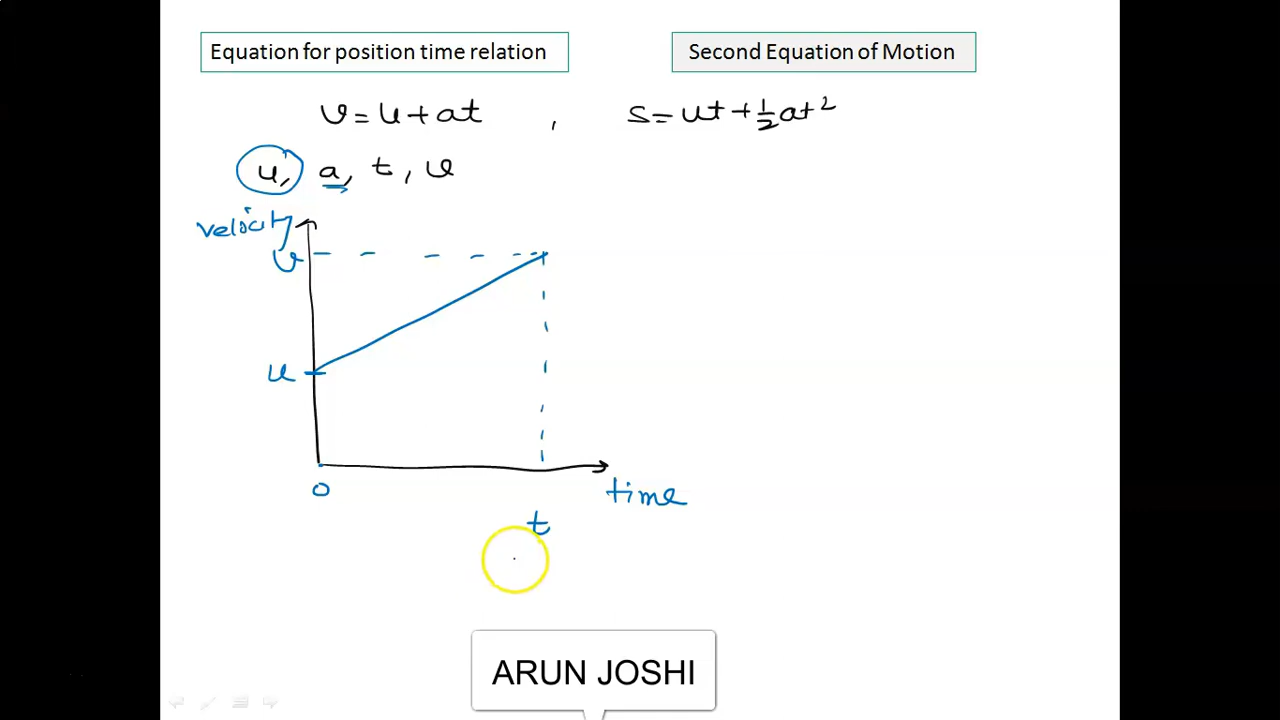 Equation for position time relation
Second Equation of Motion
v = u + at , s = ut + ½at²
u, a, t, v
velocity
v
u
0
time
t
ARUN JOSHI